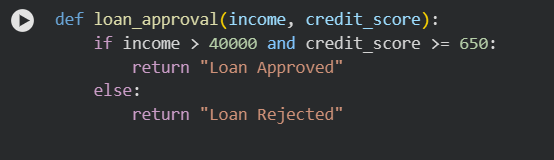 def loan_approval(income, credit_score):
    if income > 40000 and credit_score >= 650:
        return "Loan Approved"
    else:
        return "Loan Rejected"